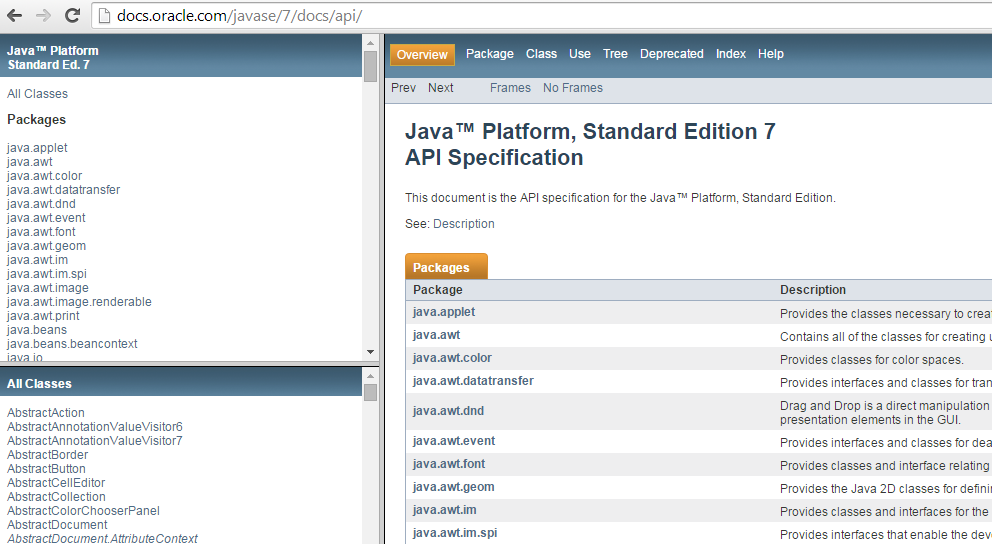 docs.oracle.com/javase/7/docs/api/
Java™ Platform
Standard Ed. 7
All Classes
Packages
java.applet
java.awt
java.awt.color
java.awt.datatransfer
java.awt.dnd
java.awt.event
java.awt.font
java.awt.geom
java.awt.im
java.awt.im.spi
java.awt.image
java.awt.image.renderable
java.awt.print
java.beans
java.beans.beancontext
java.io
All Classes
AbstractAction
AbstractAnnotationValueVisitor6
AbstractAnnotationValueVisitor7
AbstractBorder
AbstractButton
AbstractCellEditor
AbstractCollection
AbstractColorChooserPanel
AbstractDocument
AbstractDocument.AttributeContext
Overview Package Class Use Tree Deprecated Index Help
Prev Next Frames No Frames
Java™ Platform, Standard Edition 7
API Specification
This document is the API specification for the Java™ Platform, Standard Edition.
See: Description
Packages
Package Description
java.applet Provides the classes necessary to crea
java.awt Contains all of the classes for creating u
java.awt.color Provides classes for color spaces.
java.awt.datatransfer Provides interfaces and classes for tran
java.awt.dnd Drag and Drop is a direct manipulation
presentation elements in the GUI.
java.awt.event Provides interfaces and classes for dea
java.awt.font Provides classes and interface relating
java.awt.geom Provides the Java 2D classes for defini
java.awt.im Provides classes and interfaces for the
java.awt.im.spi Provides interfaces that enable the dev